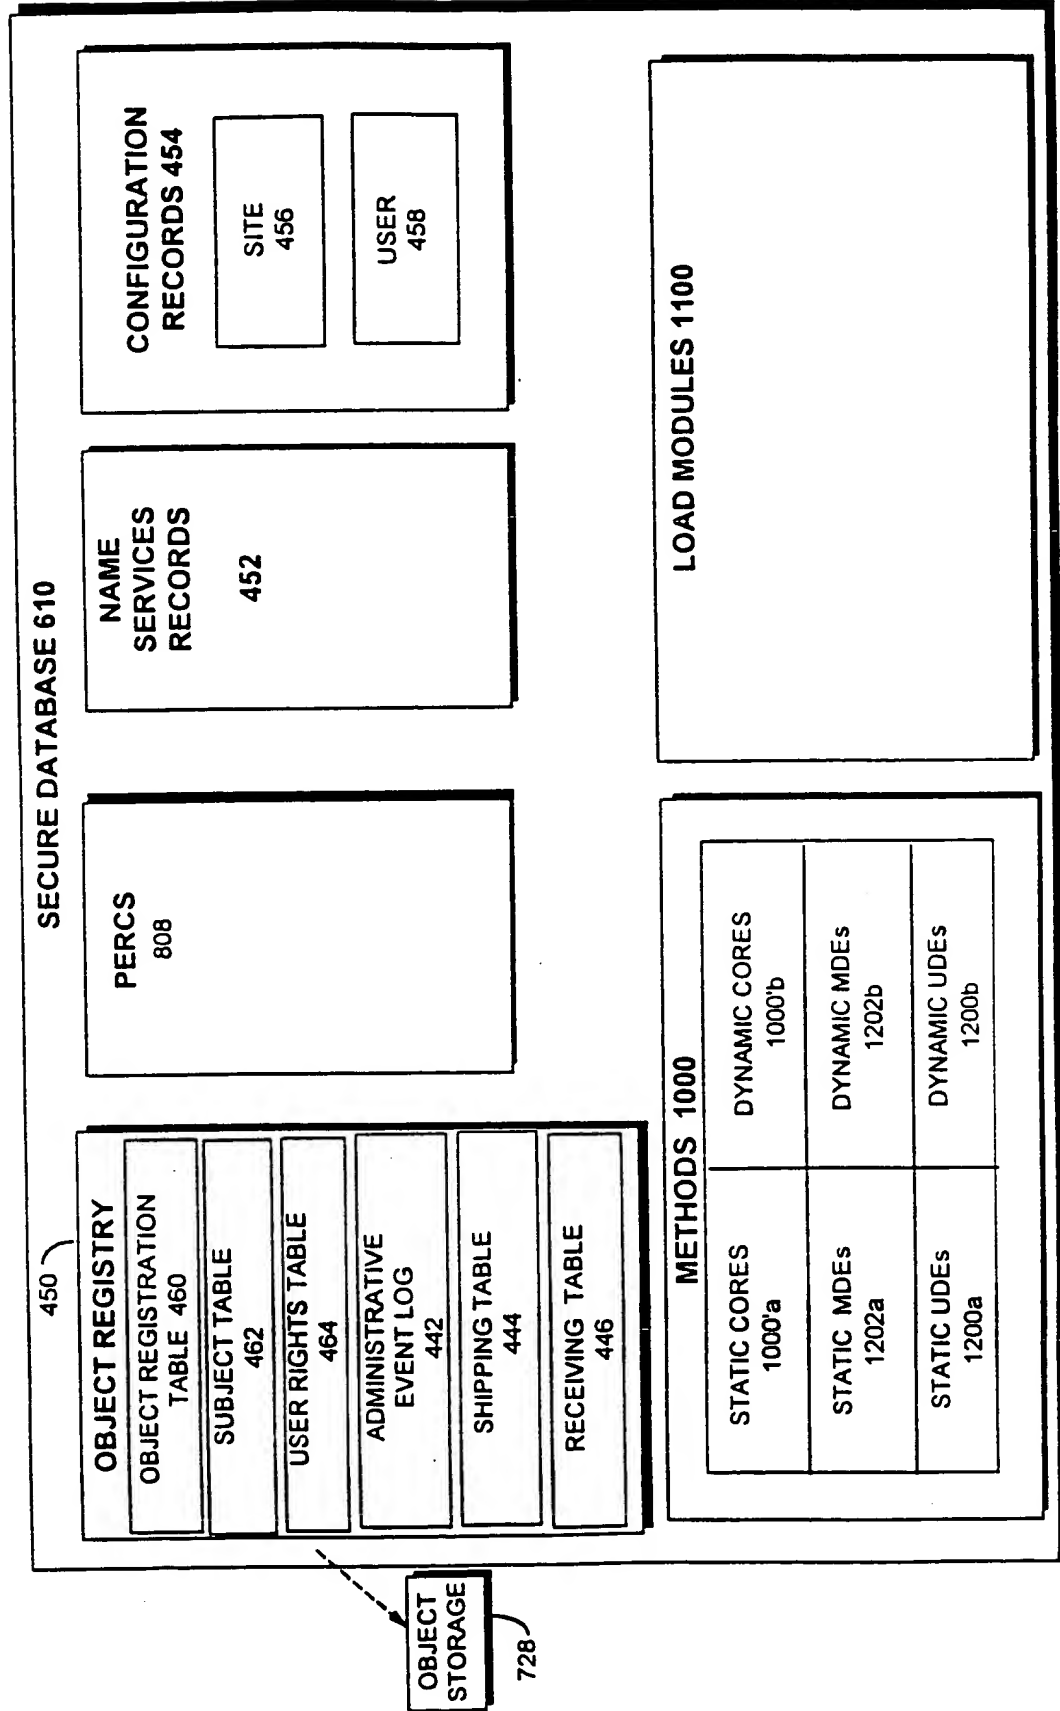 SECURE DATABASE 610
450
OBJECT REGISTRY
OBJECT REGISTRATION
TABLE 460
SUBJECT TABLE
462
USER RIGHTS TABLE
464
ADMINISTRATIVE
EVENT LOG
442
SHIPPING TABLE
444
RECEIVING TABLE
446
PERCS
808
NAME
SERVICES
RECORDS
452
CONFIGURATION
RECORDS 454
SITE
456
USER
458
OBJECT
STORAGE
728
METHODS 1000
STATIC CORES
1000'a
DYNAMIC CORES
1000'b
STATIC MDEs
1202a
DYNAMIC MDEs
1202b
STATIC UDEs
1200a
DYNAMIC UDEs
1200b
LOAD MODULES 1100